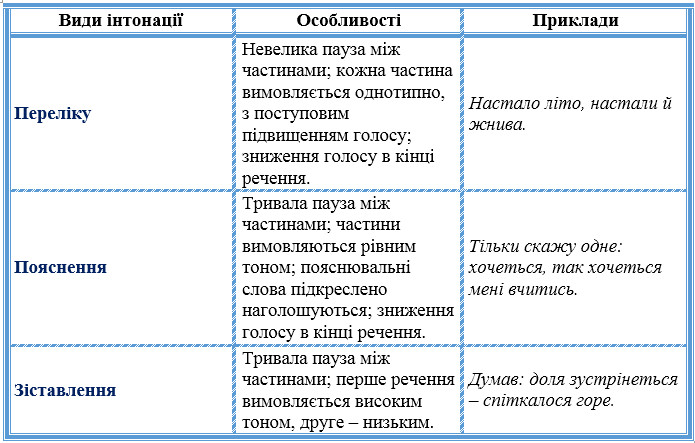 Види інтонації
Особливості
Приклади
Переліку
Невелика пауза між
частинами; кожна частина
вимовляється однотипно,
з поступовим
підвищенням голосу;
зниження голосу в кінці
речення.
Настало літо, настали й
жнива.
Пояснення
Тривала пауза між
частинами; частини
вимовляються рівним
тоном; пояснювальні
слова підкреслено
наголошуються; зниження
голосу в кінці речення.
Тільки скажу одне:
хочеться, так хочеться
мені вчитись.
Зіставлення
Тривала пауза між
частинами; перше речення
вимовляється високим
тоном, друге – низьким.
Думав: доля зустрінеться
– спіткалося горе.